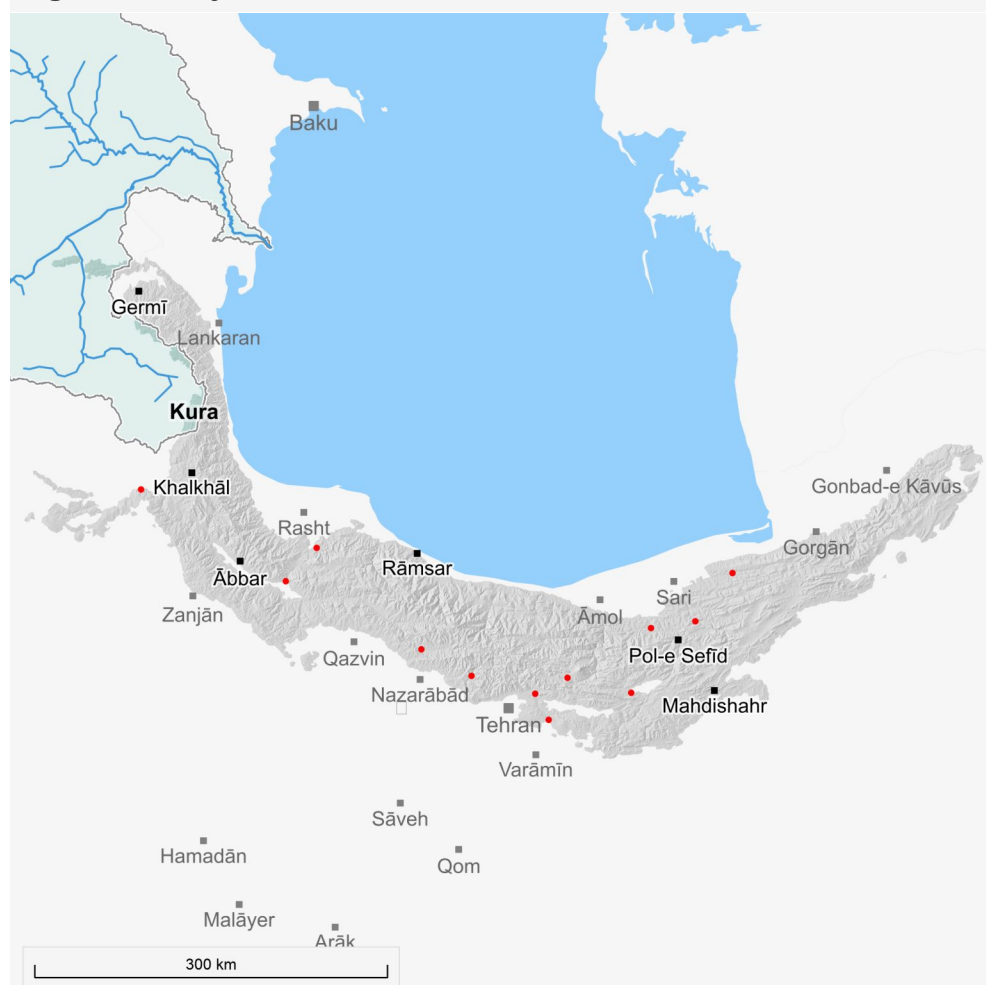 Baku
Germī
Lankaran
Kura
Khalkhāl
Gonbad-e Kāvūs
Rasht
Gorgān
Ābbar
Rāmsar
Zanjān
Āmol
Sari
Qazvin
Pol-e Sefīd
Nazarābād
Mahdishahr
Tehran
Varāmīn
Sāveh
Hamadān
Qom
Malāyer
Arāk
300 km